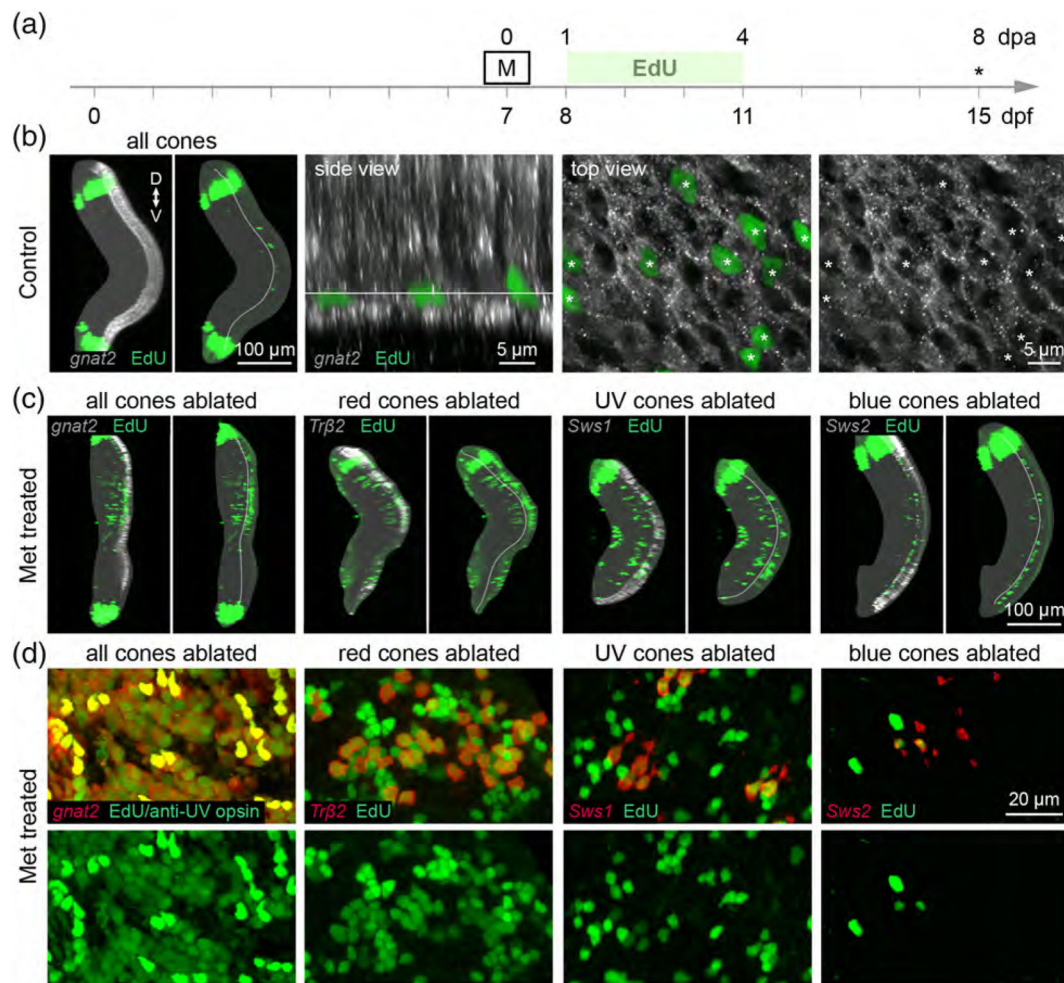 (a)
0 1 4 8 dpa
M EdU *
0 7 8 11 15 dpf
(b) all cones
D
V
side view
top view
Control
gnat2 EdU
100 µm
gnat2
5 µm
5 µm
(c) all cones ablated red cones ablated UV cones ablated blue cones ablated
gnat2 EdU
Trβ2 EdU
Sws1 EdU
Sws2 EdU
Met treated
100 µm
(d) all cones ablated red cones ablated UV cones ablated blue cones ablated
Met treated
gnat2 EdU/anti-UV opsin
Trβ2 EdU
Sws1 EdU
Sws2 EdU
20 µm